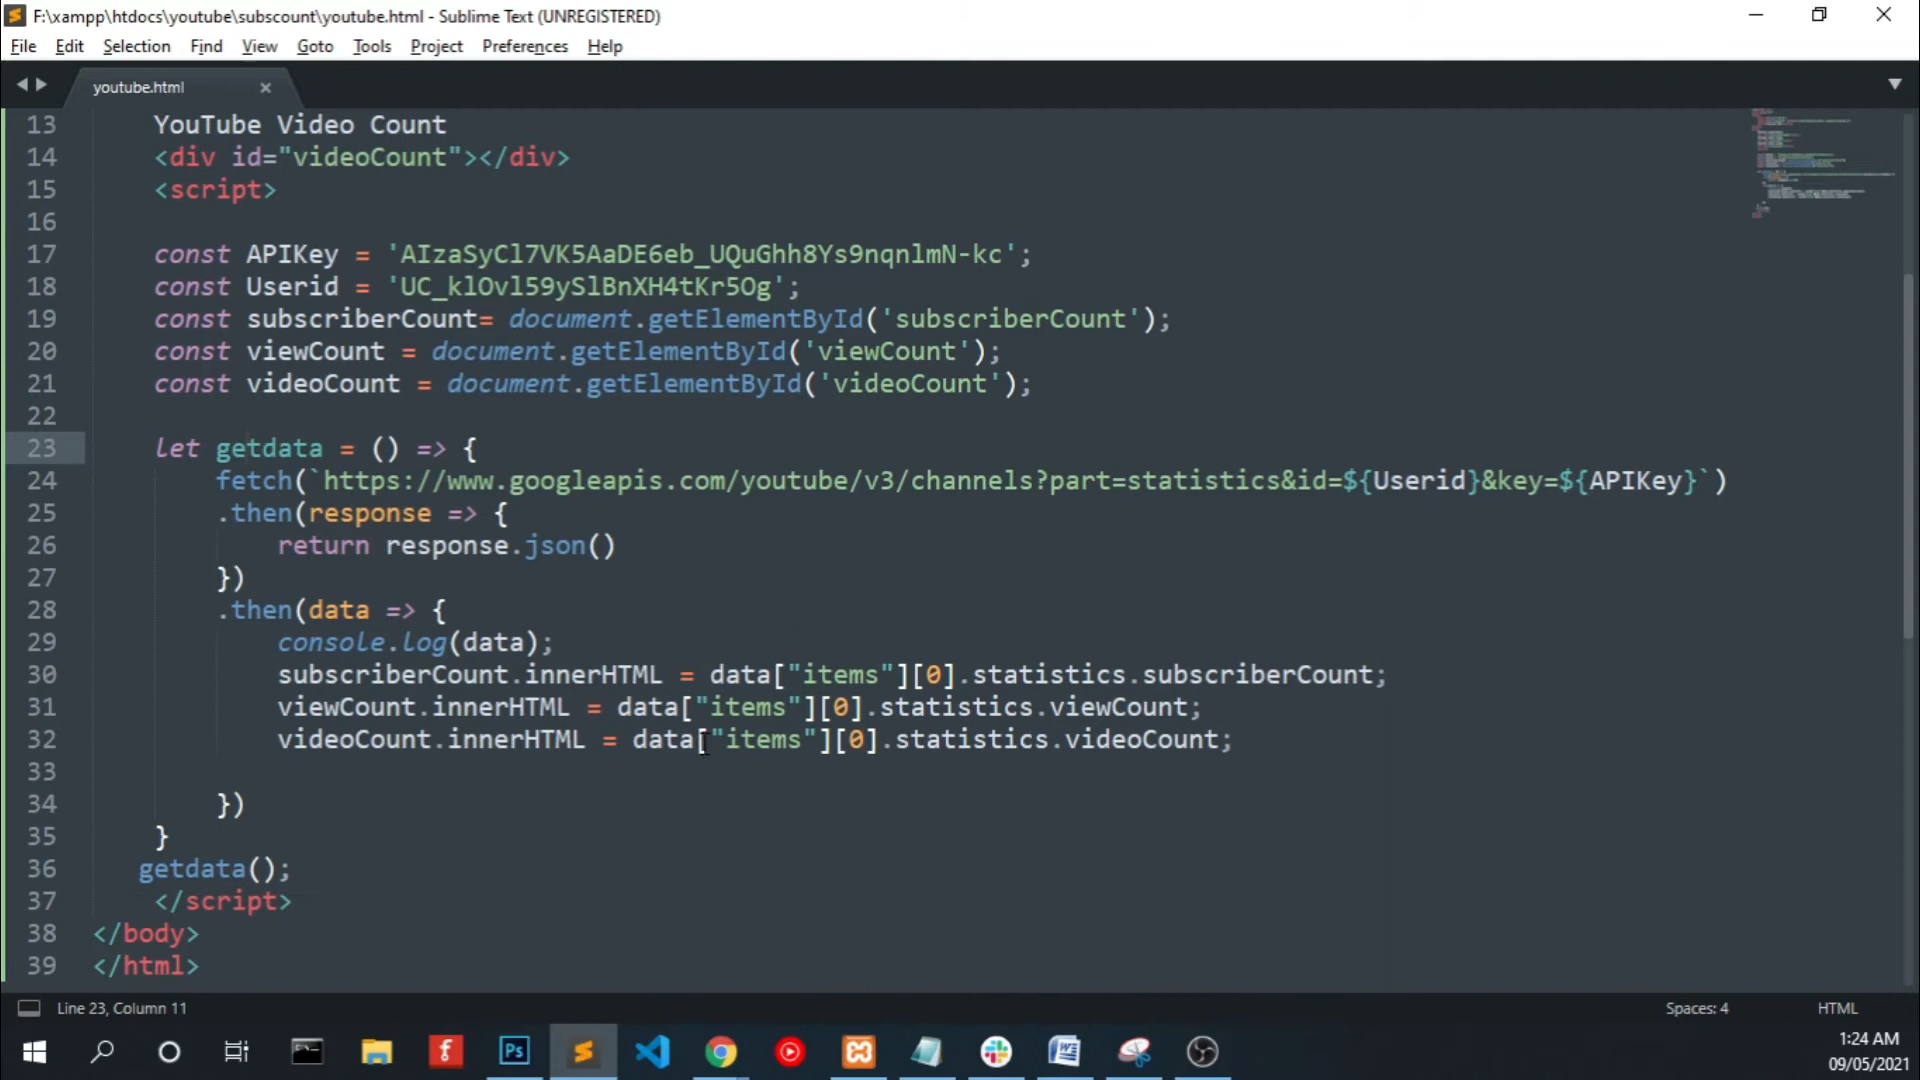 F:\xampp\htdocs\youtube\subscount\youtube.html - Sublime Text (UNREGISTERED)
File Edit Selection Find View Goto Tools Project Preferences Help
youtube.html
13 YouTube Video Count
14 <div id="videoCount"></div>
15 <script>
16
17 const APIKey = 'AIzaSyCl7VK5AaDE6eb_UQuGhh8Ys9nqnlmN-kc';
18 const Userid = 'UC_klOvl59ySlBnXH4tKr5Og';
19 const subscriberCount= document.getElementById('subscriberCount');
20 const viewCount = document.getElementById('viewCount');
21 const videoCount = document.getElementById('videoCount');
22
23 let getdata = () => {
24 fetch(`https://www.googleapis.com/youtube/v3/channels?part=statistics&id=${Userid}&key=${APIKey}`)
25 .then(response => {
26 return response.json()
27 })
28 .then(data => {
29 console.log(data);
30 subscriberCount.innerHTML = data["items"][0].statistics.subscriberCount;
31 viewCount.innerHTML = data["items"][0].statistics.viewCount;
32 videoCount.innerHTML = data["items"][0].statistics.videoCount;
33
34 })
35 }
36 getdata();
37 </script>
38 </body>
39 </html>
Line 23, Column 11 Spaces: 4 HTML
Ps
1:24 AM
09/05/2021